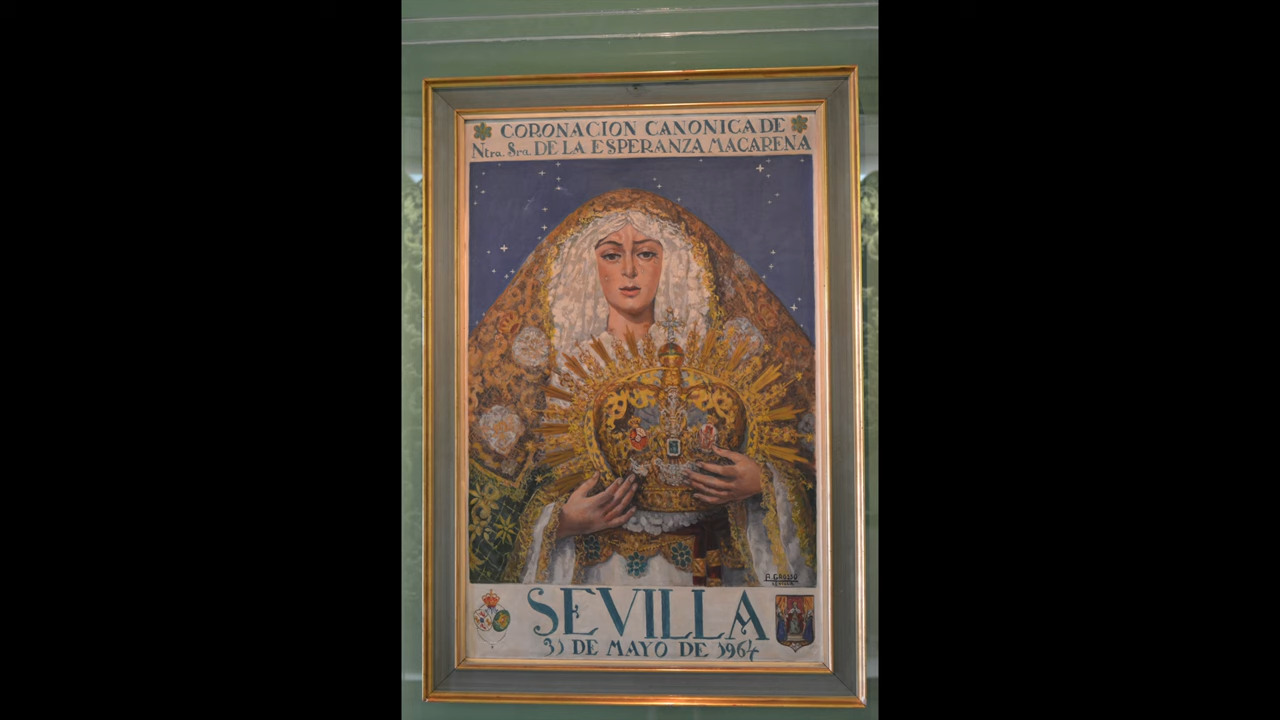 CORONACION CANONICA DE
Ntra. Sra. DE LA ESPERANZA MACARENA
SEVILLA
31 DE MAYO DE 1964